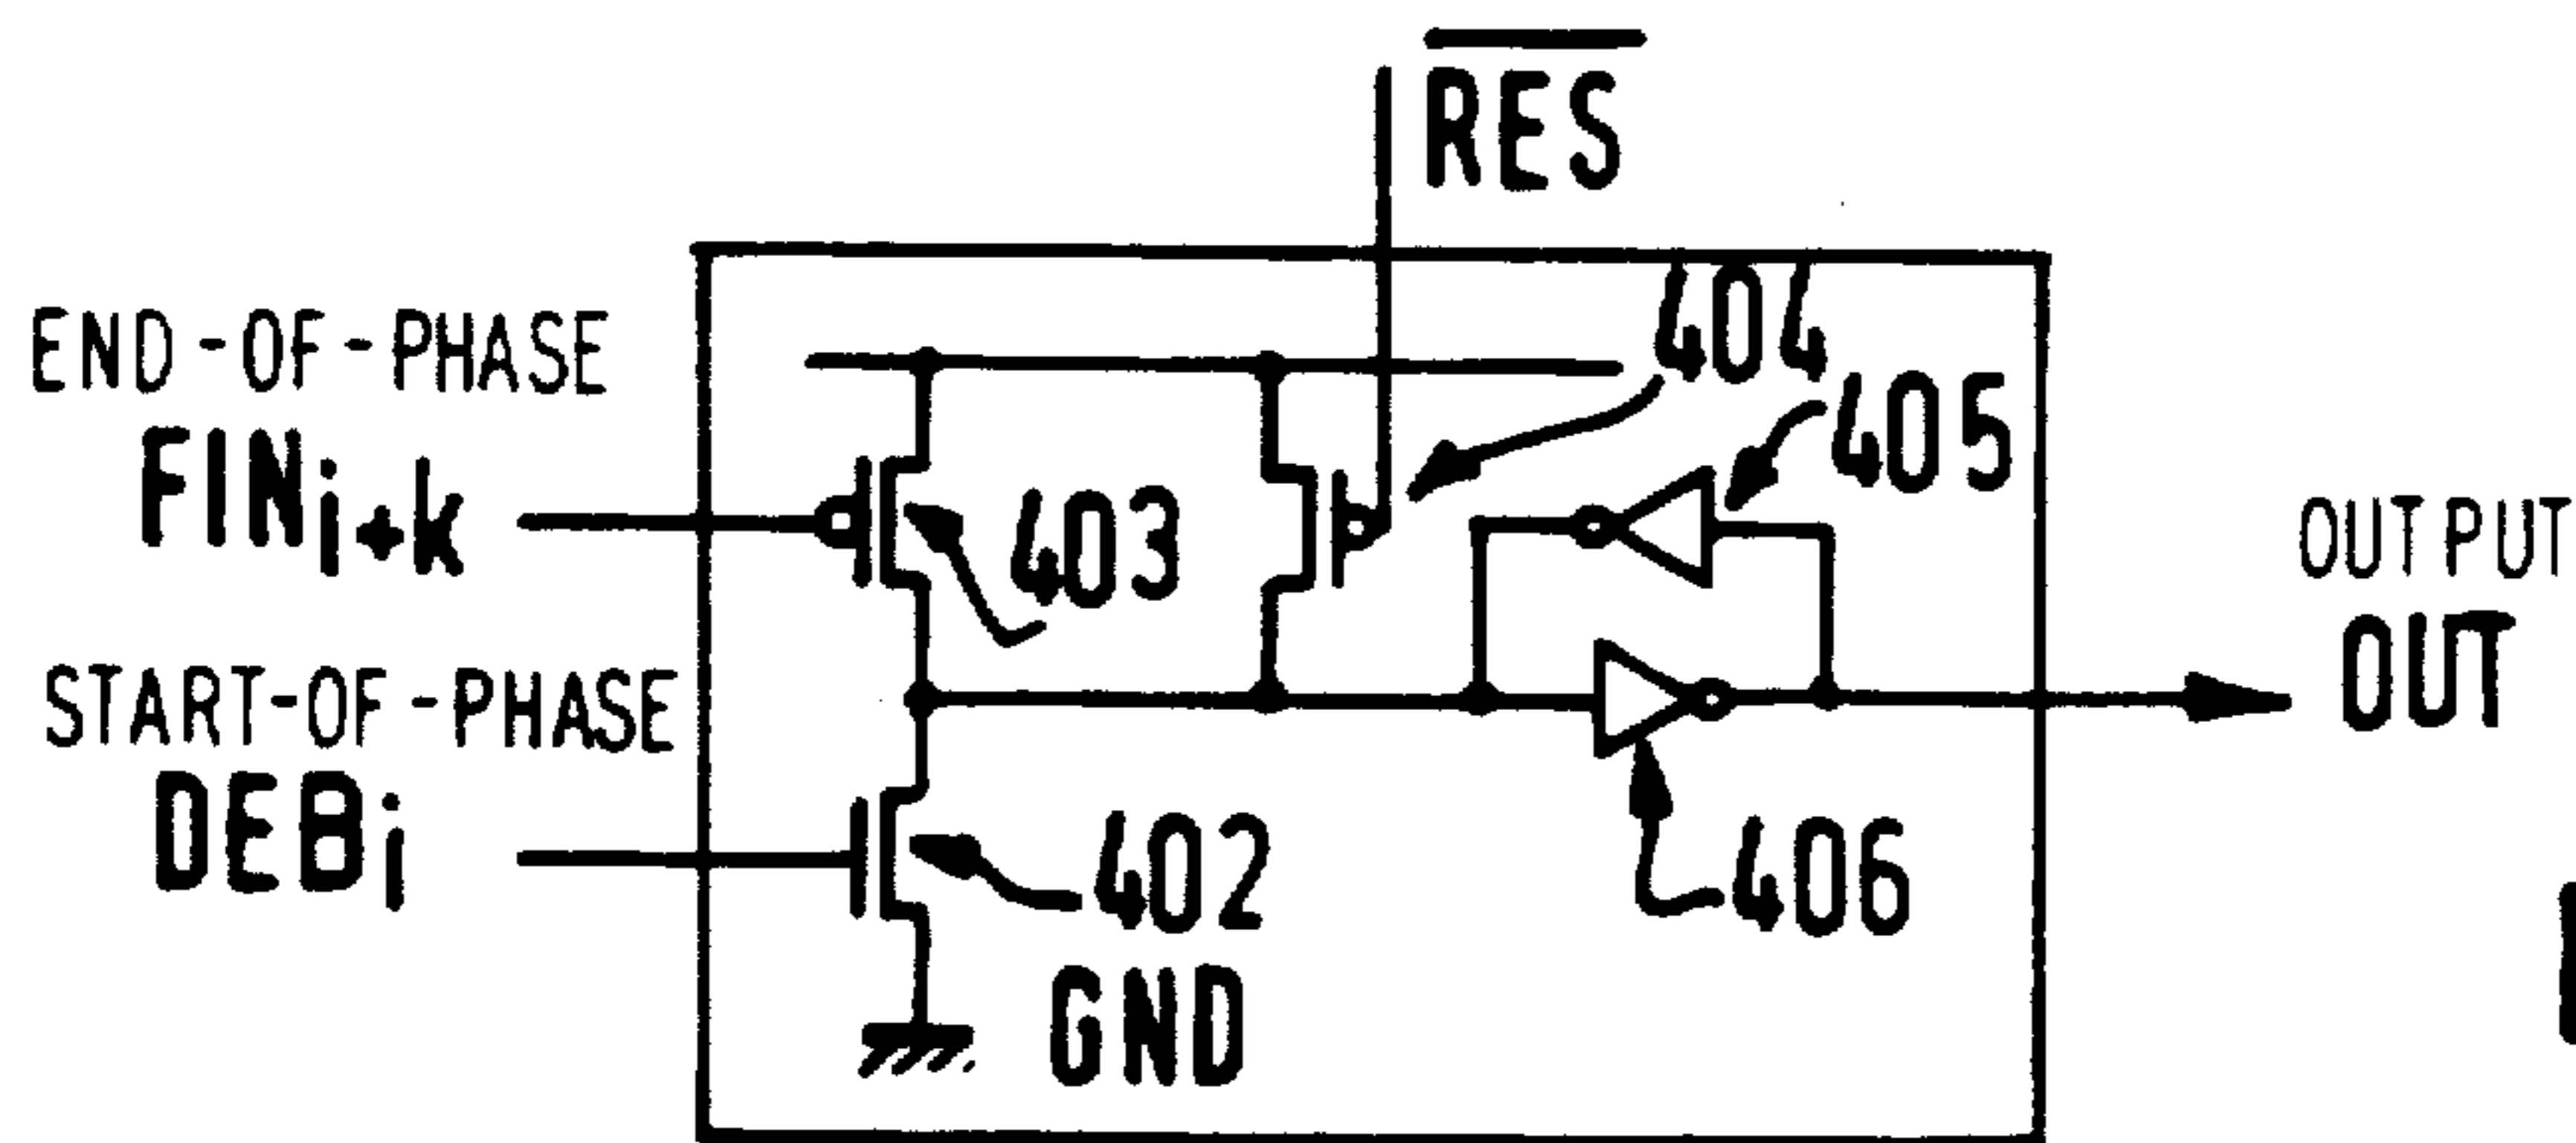 RES
404
END-OF-PHASE
FINi+k
405
403
OUTPUT
OUT
START-OF-PHASE
DEBi
402
406
GND